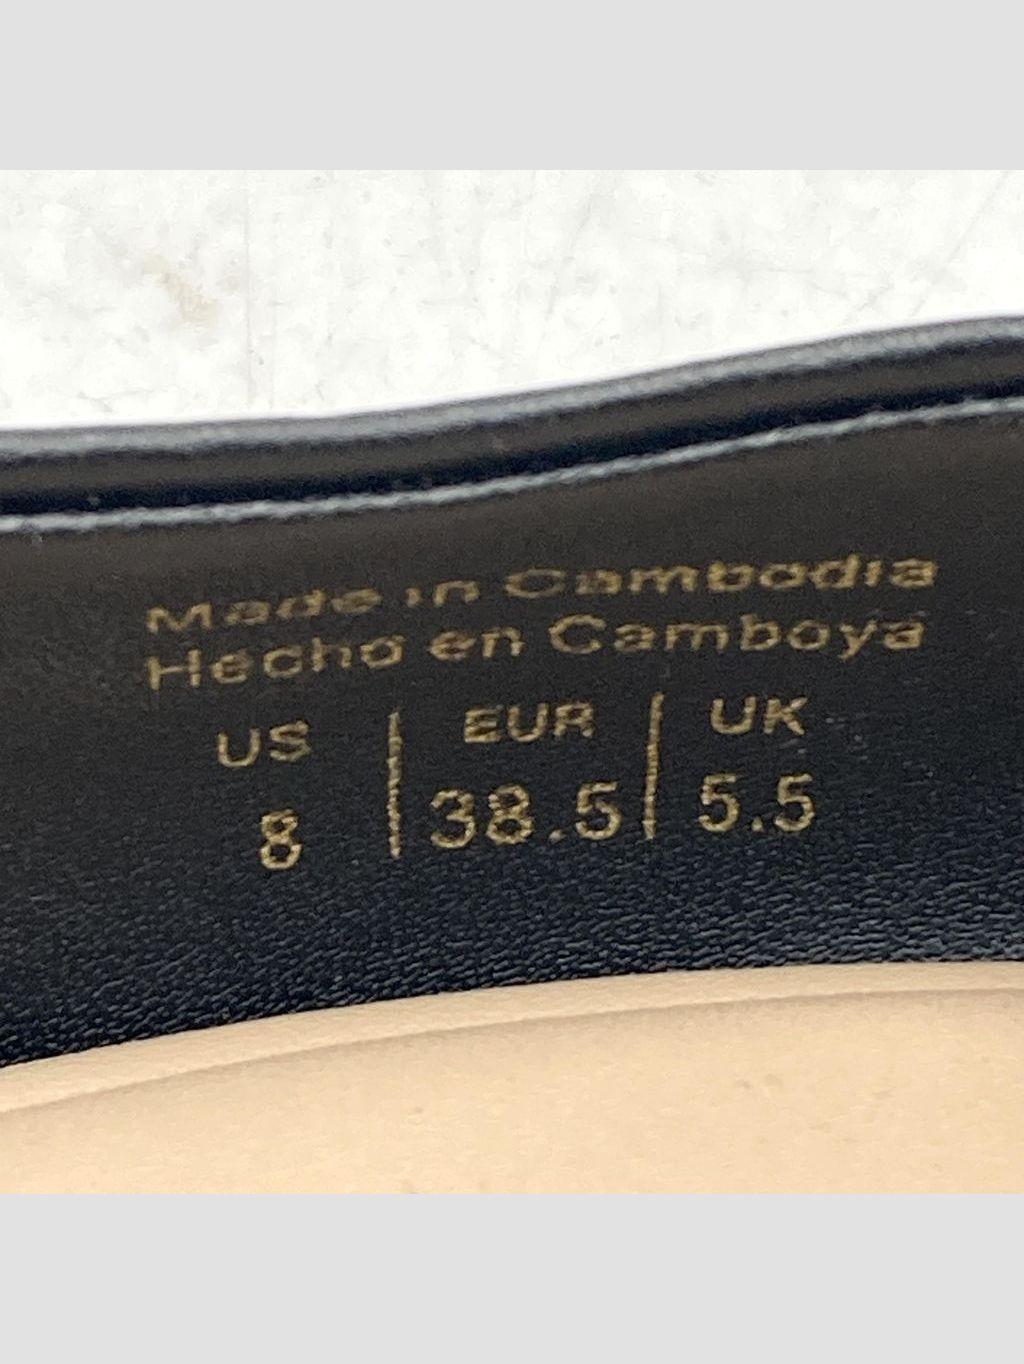 Made in Cambodia
Hecho en Camboya
US | EUR | UK
8 | 38.5 | 5.5